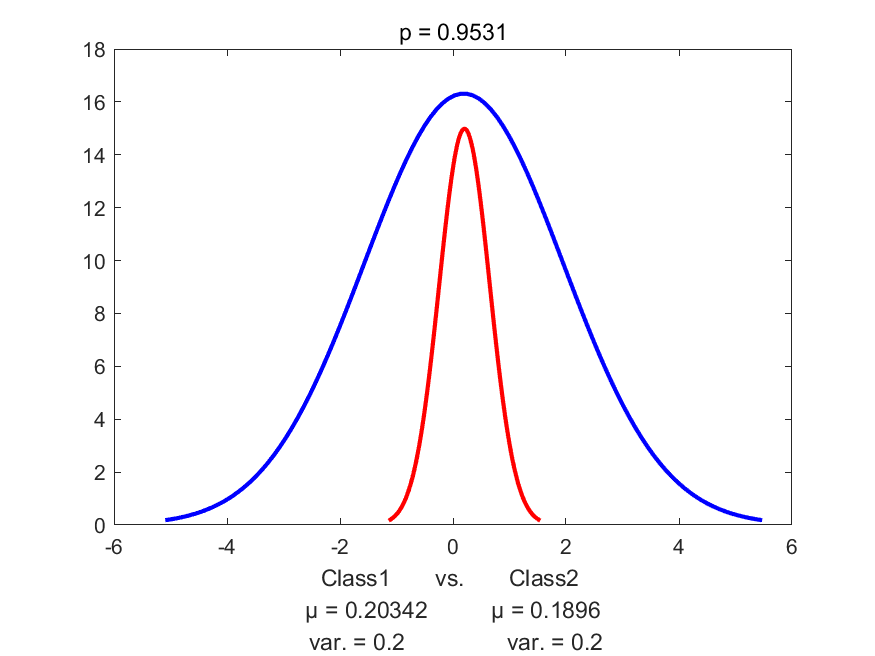 p = 0.9531
18
16
14
12
10
8
6
4
2
0
-6 -4 -2 0 2 4 6
Class1 vs. Class2
μ = 0.20342 μ = 0.1896
var. = 0.2 var. = 0.2